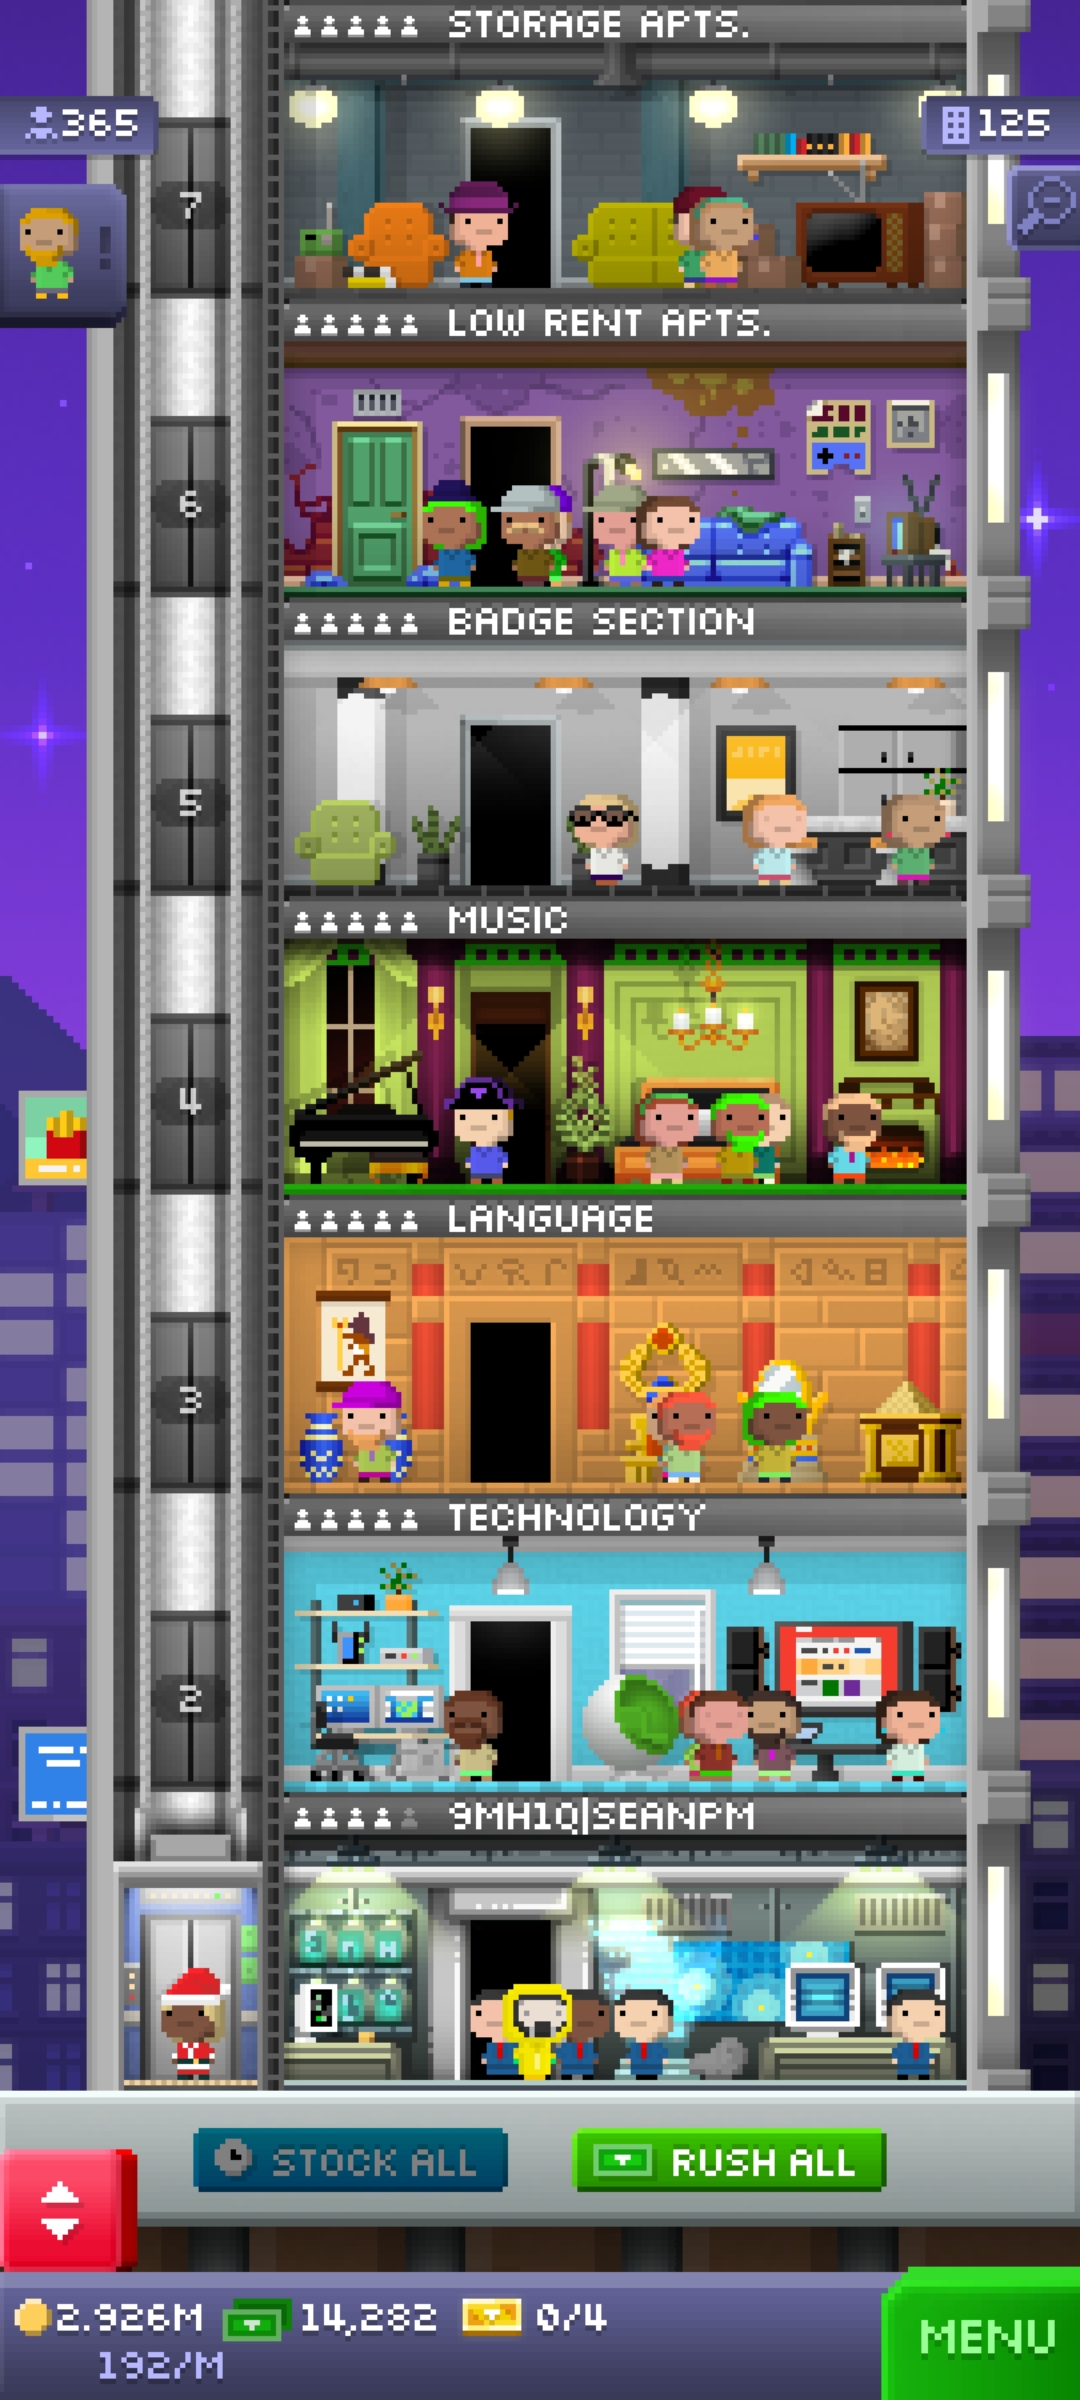 STORAGE APTS.
365
125
7
LOW RENT APTS.
6
BADGE SECTION
5
MUSIC
4
LANGUAGE
3
TECHNOLOGY
2
9MH1Q|SEANPM
STOCK ALL
RUSH ALL
2.926M
14,282
0/4
192/M
MENU